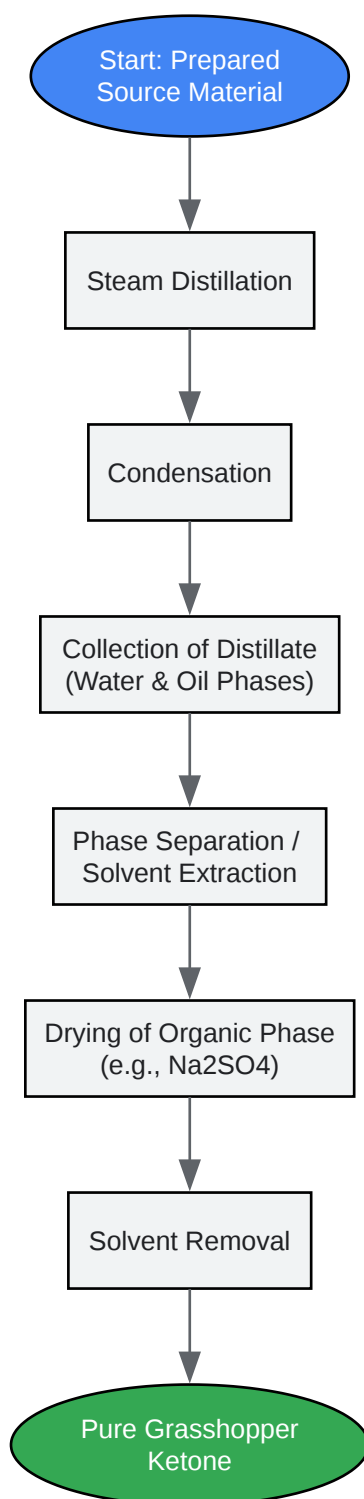 Start: Prepared
Source Material
Steam Distillation
Condensation
Collection of Distillate
(Water & Oil Phases)
Phase Separation /
Solvent Extraction
Drying of Organic Phase
(e.g., Na2SO4)
Solvent Removal
Pure Grasshopper
Ketone